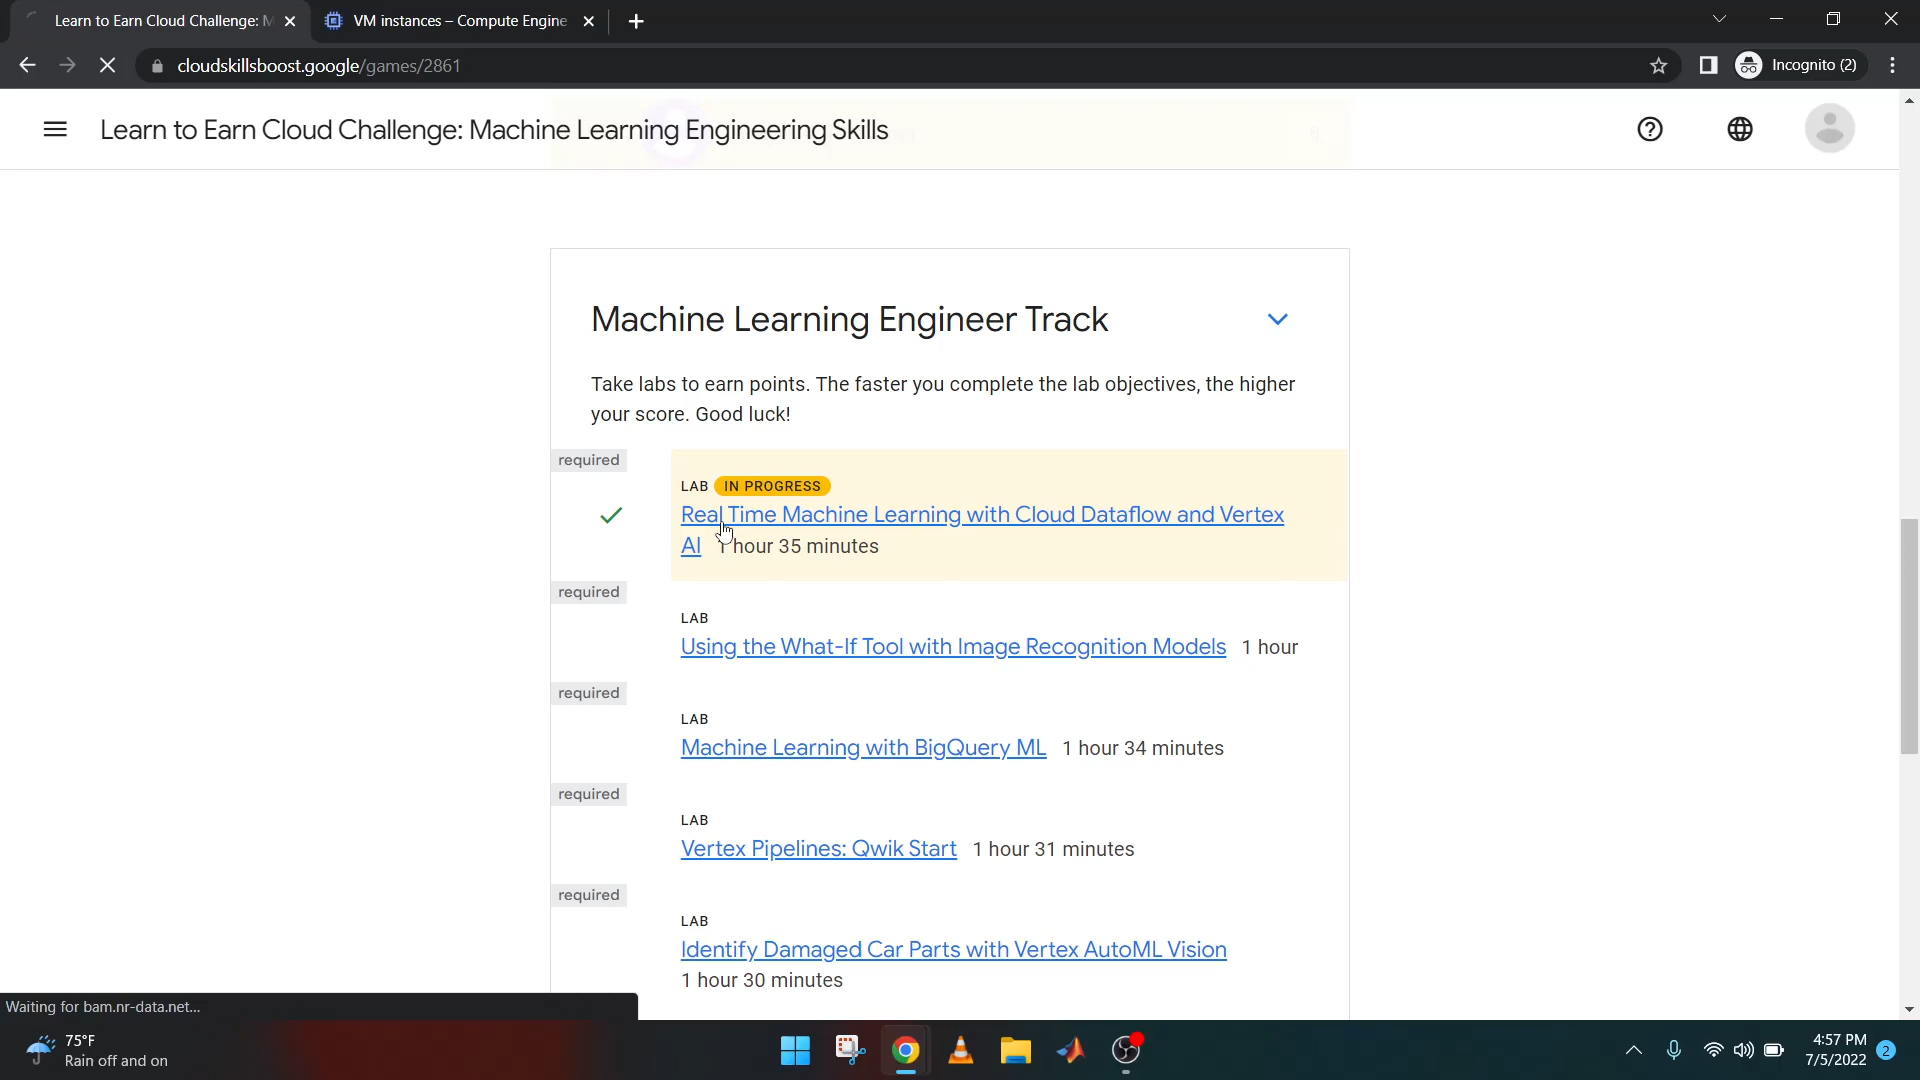 Learn to Earn Cloud Challenge: M
VM instances – Compute Engine
cloudskillsboost.google/games/2861
Incognito (2)
Learn to Earn Cloud Challenge: Machine Learning Engineering Skills
Machine Learning Engineer Track
Take labs to earn points. The faster you complete the lab objectives, the higher
your score. Good luck!
required
LAB IN PROGRESS
Real Time Machine Learning with Cloud Dataflow and Vertex
AI 1 hour 35 minutes
required
LAB
Using the What-If Tool with Image Recognition Models 1 hour
required
LAB
Machine Learning with BigQuery ML 1 hour 34 minutes
required
LAB
Vertex Pipelines: Qwik Start 1 hour 31 minutes
required
LAB
Identify Damaged Car Parts with Vertex AutoML Vision
1 hour 30 minutes
Waiting for bam.nr-data.net...
75°F
Rain off and on
4:57 PM
7/5/2022
2